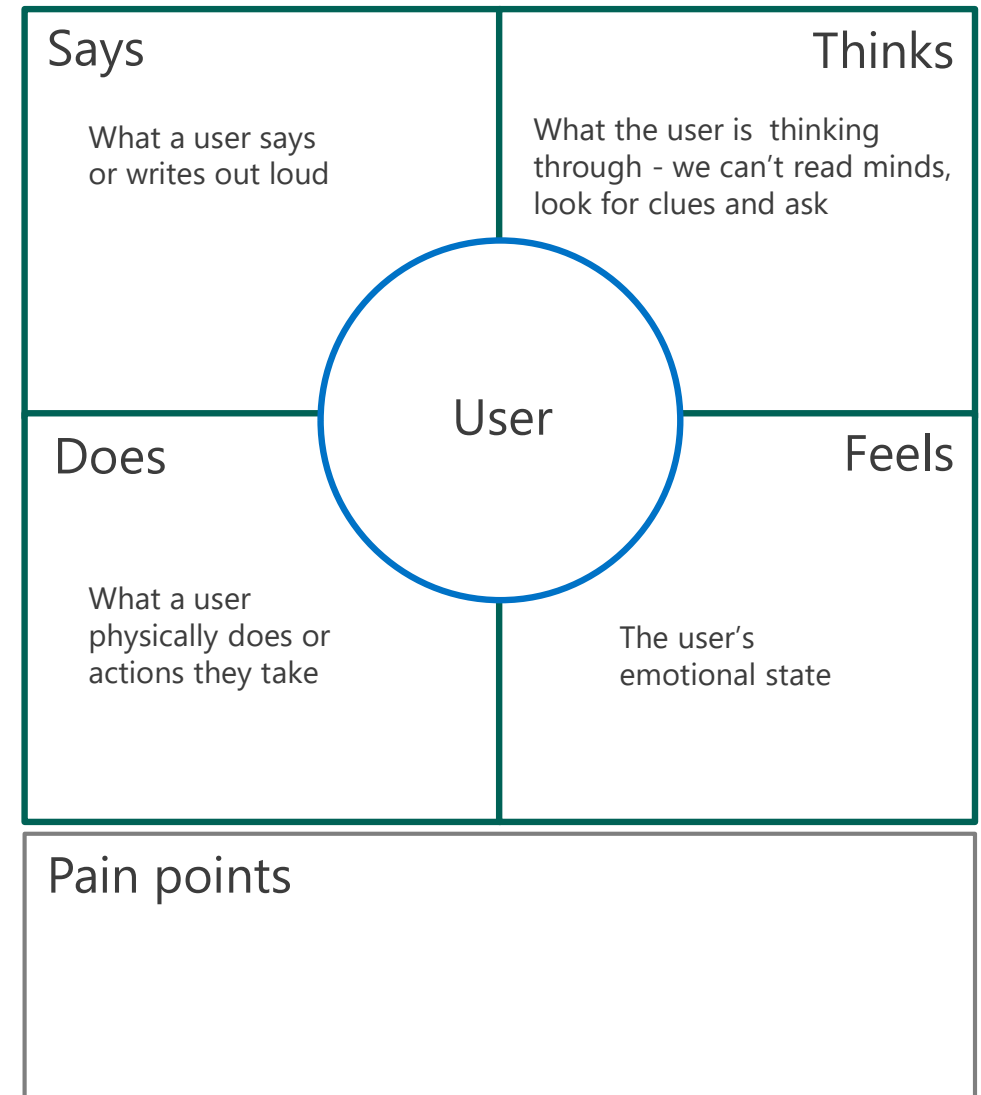 Says
What a user says
or writes out loud
Thinks
What the user is  thinking
through - we can’t read minds,
look for clues and ask
User
Does
What a user
physically does or
actions they take
Feels
The user’s
emotional state
Pain points